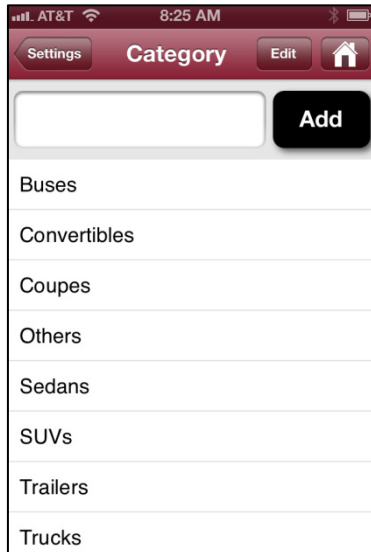 AT&T 8:25 AM
Settings Category Edit
Add
Buses
Convertibles
Coupes
Others
Sedans
SUVs
Trailers
Trucks